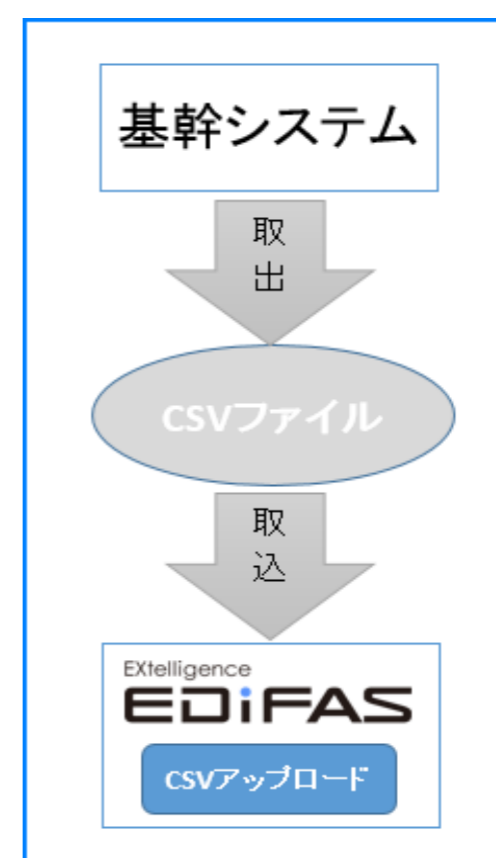 基幹システム
取
出
CSVファイル
取
込
EXtelligence
EDiFAS
CSVアップロード